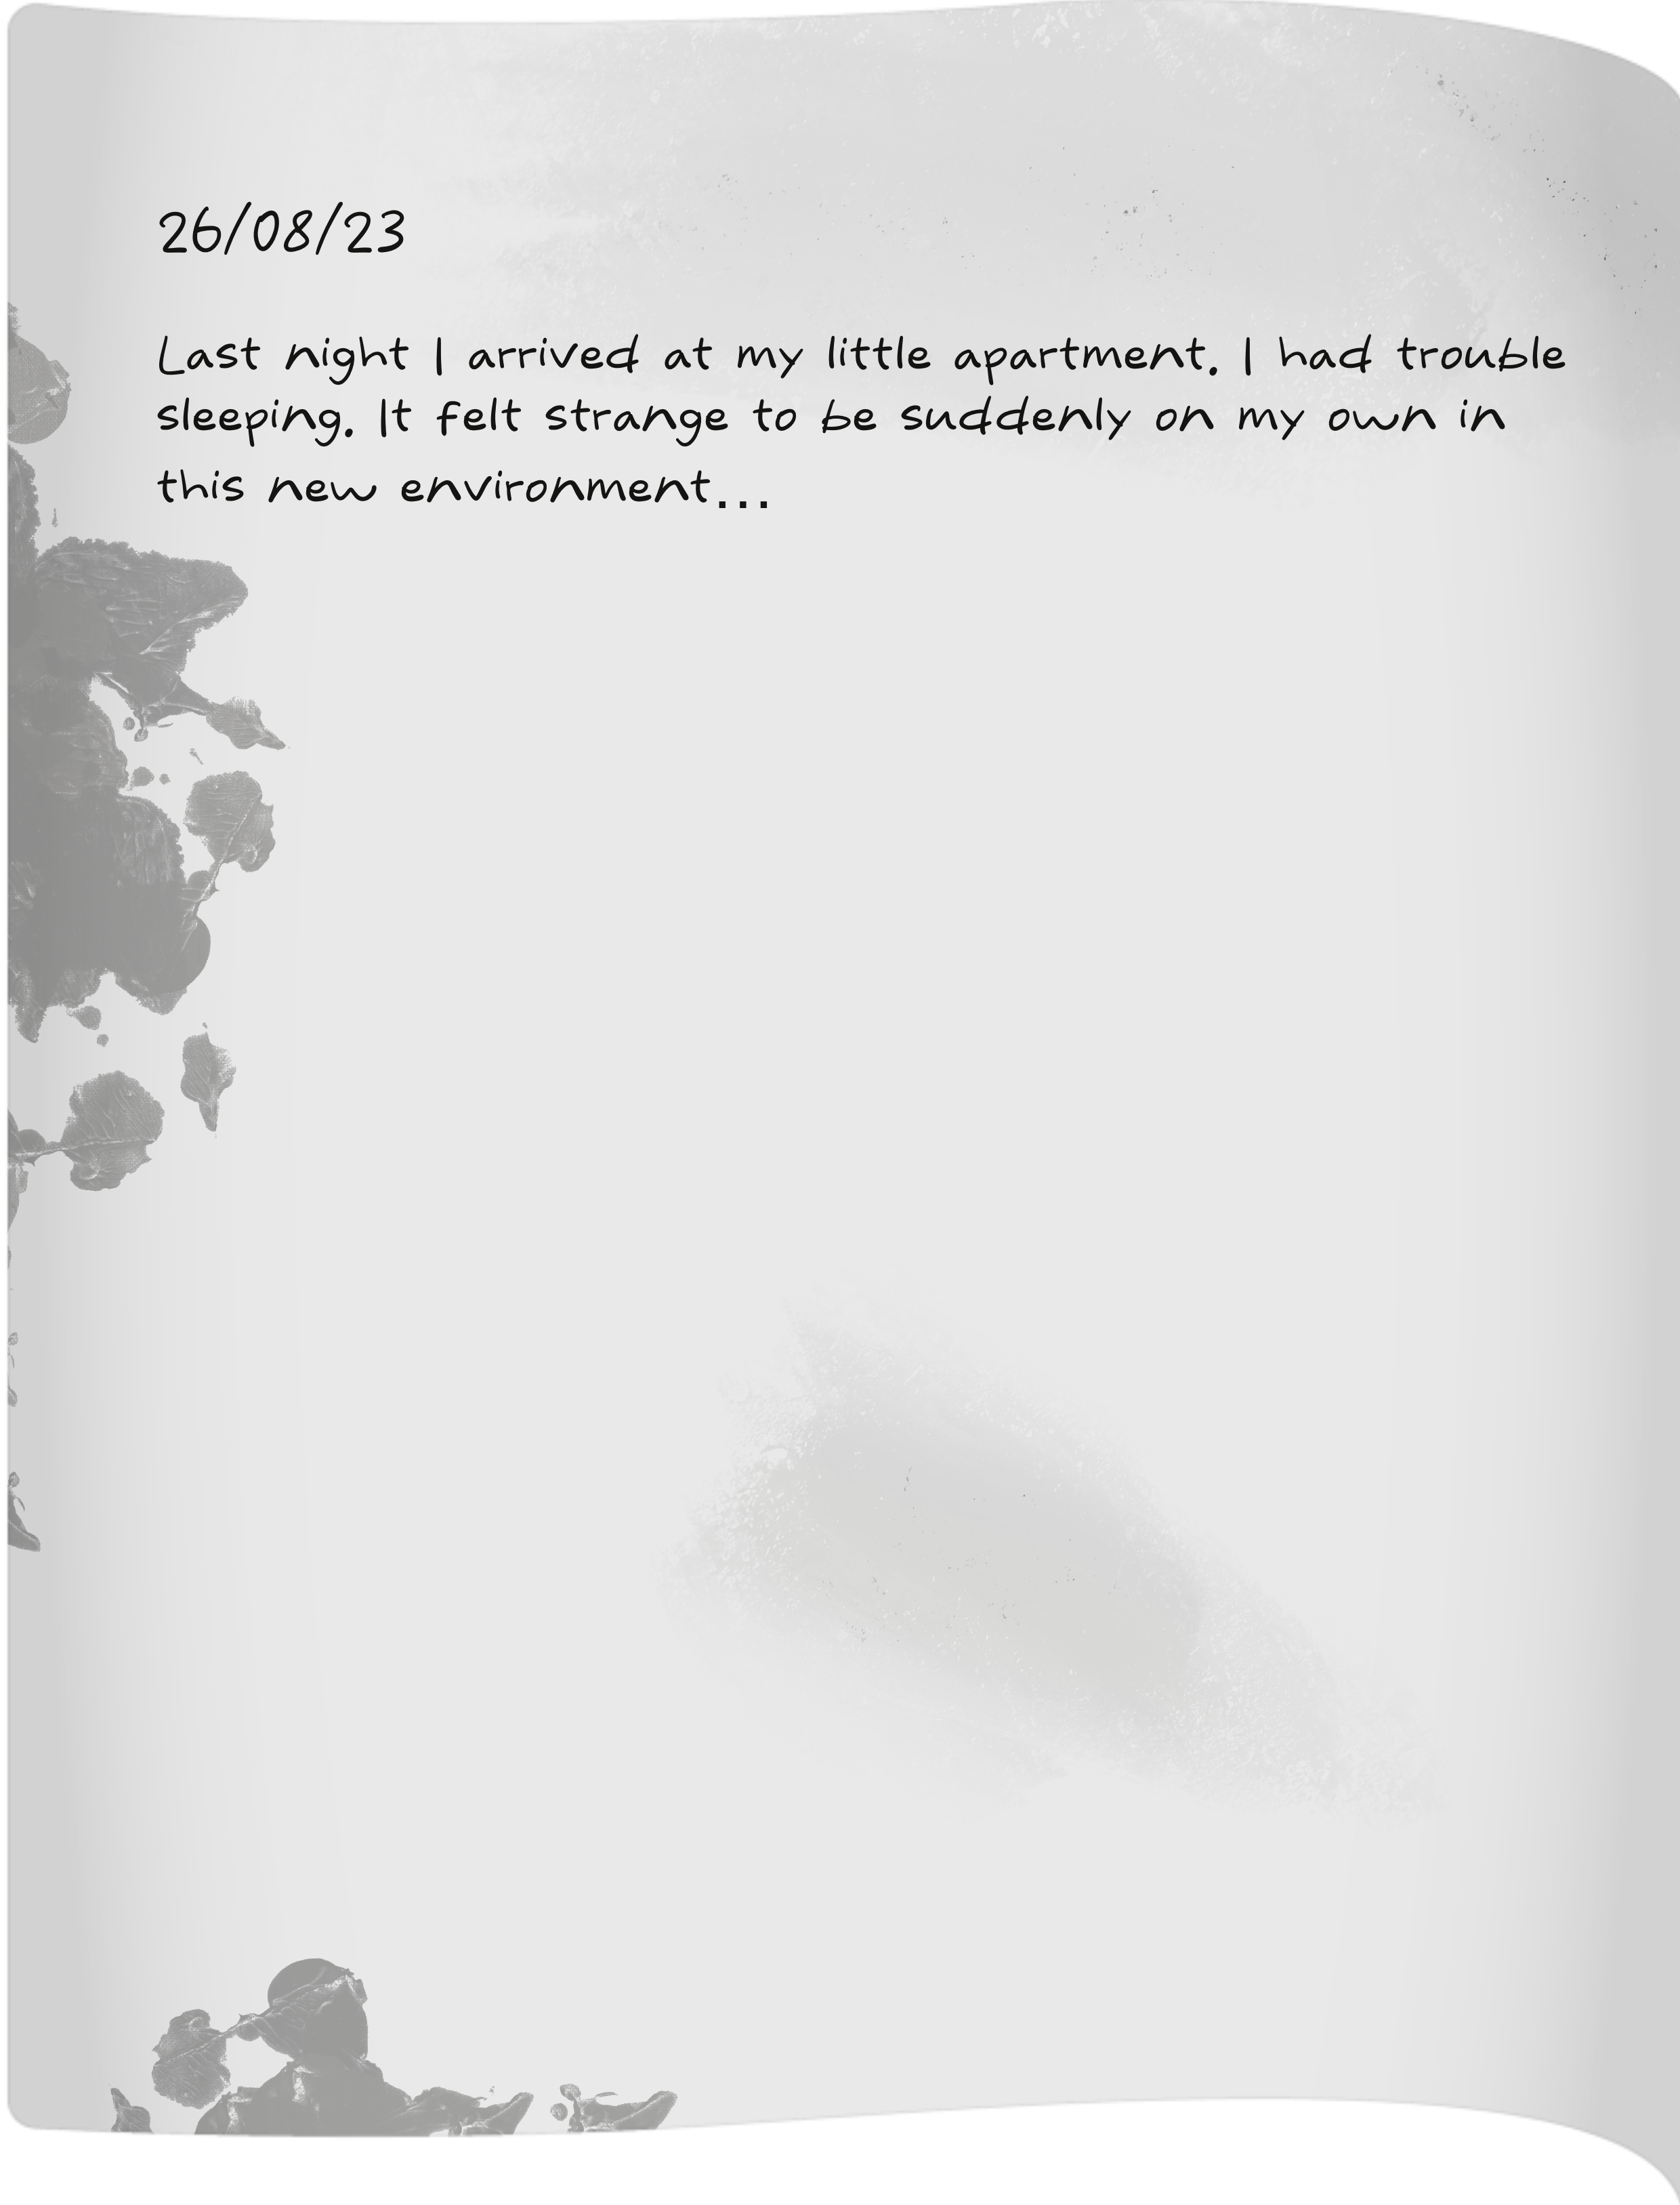 26/08/23
Last night I arrived at my little apartment. I had trouble
sleeping. It felt strange to be suddenly on my own in
this new environment...